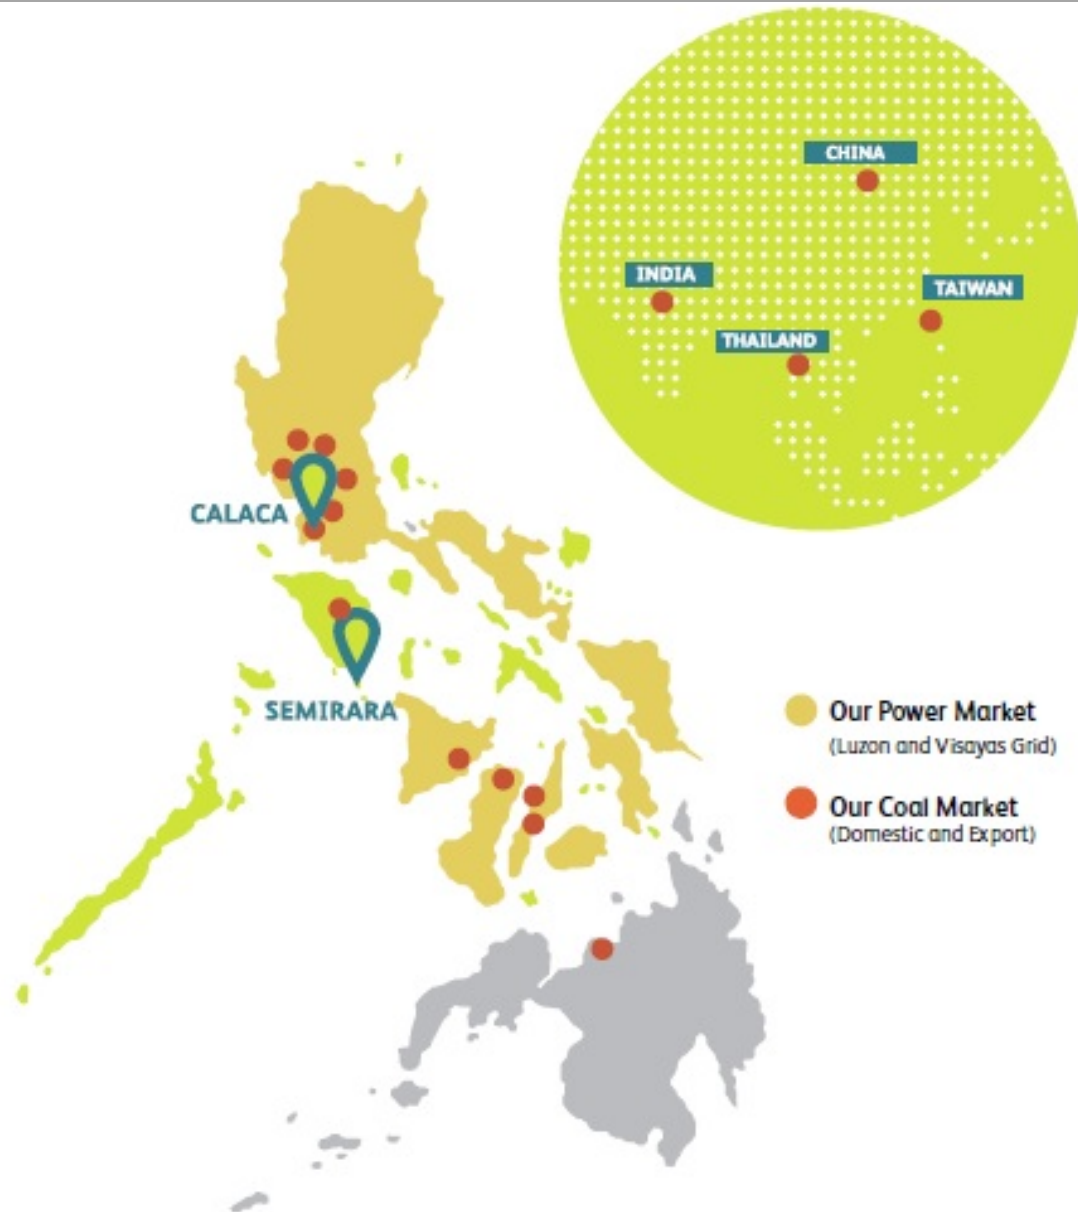 CHINA
INDIA
TAIWAN
THAILAND
CALACA
SEMIRARA
Our Power Market
(Luzon and Visayas Grid)
Our Coal Market
(Domestic and Export)